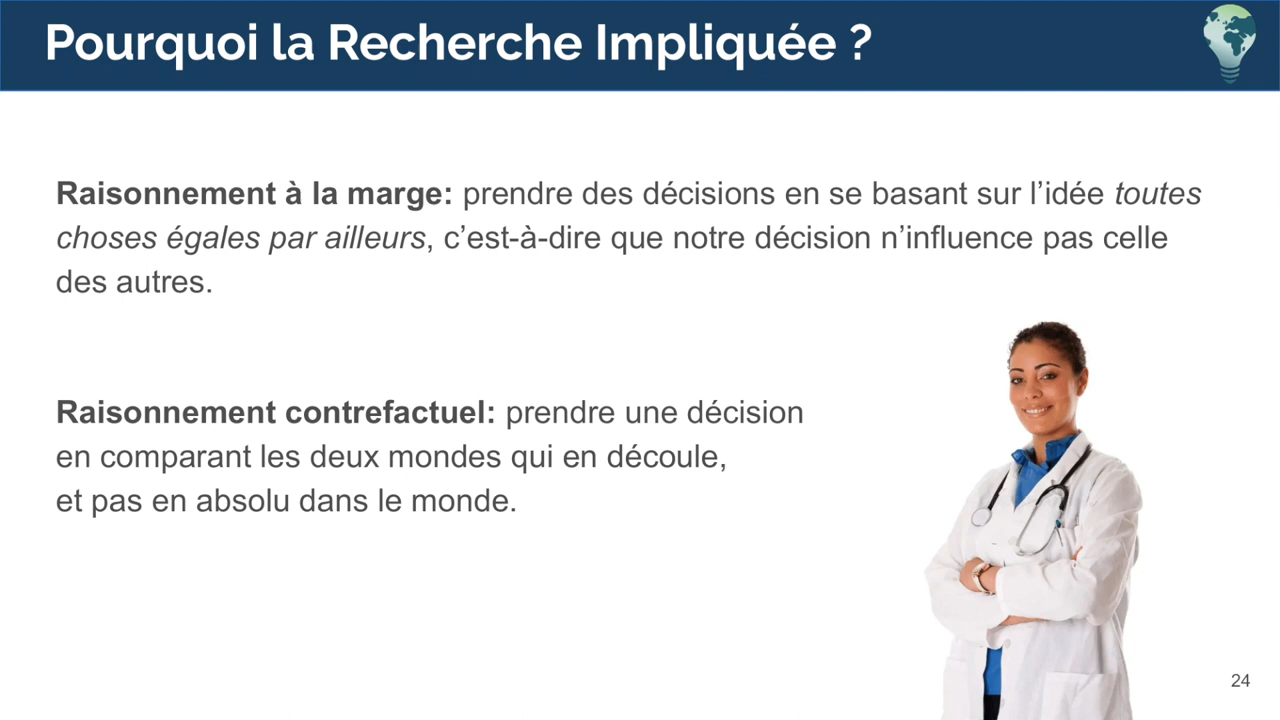 Pourquoi la Recherche Impliquée ?
Raisonnement à la marge: prendre des décisions en se basant sur l’idée toutes
choses égales par ailleurs, c’est-à-dire que notre décision n’influence pas celle
des autres.
Raisonnement contrefactuel: prendre une décision
en comparant les deux mondes qui en découle,
et pas en absolu dans le monde.
24